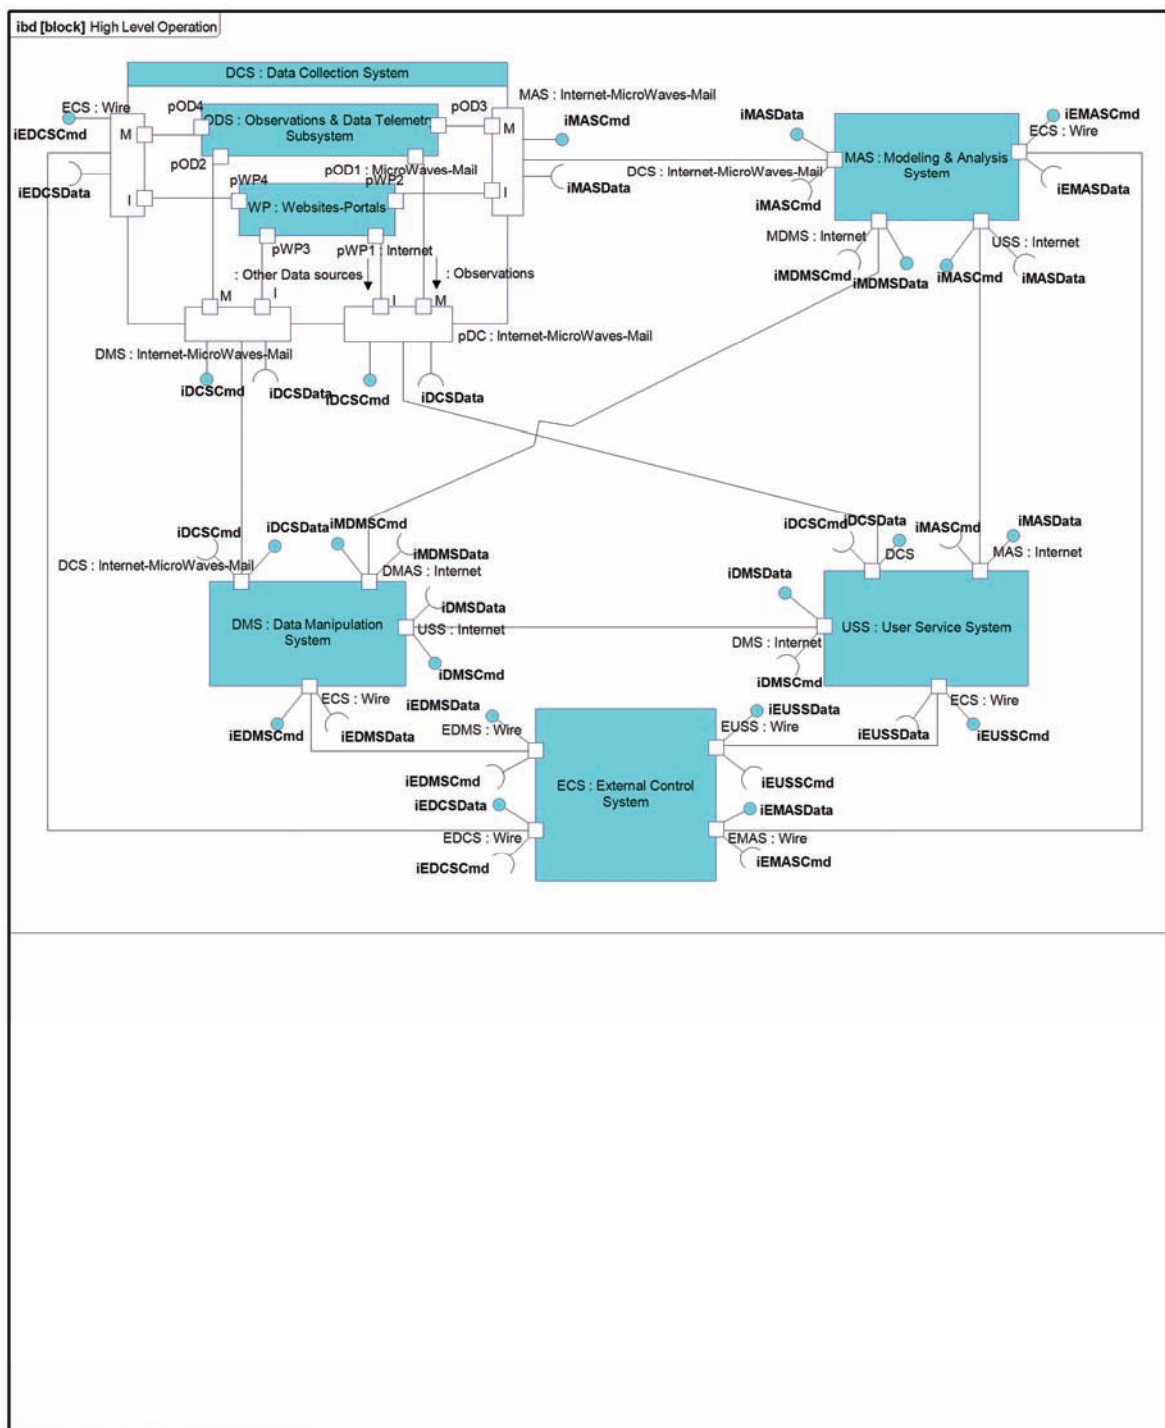 ibd [block] High Level Operation
DCS : Data Collection System
ECS : Wire
iEDCSCmd
iEDCSData
M
I
pOD4
pOD3
ODS : Observations & Data Telemetry
Subsystem
pOD2
pOD1 : MicroWaves-Mail
pWP4
pWP2
WP : Websites-Portals
pWP3
pWP1 : Internet
: Other Data sources
: Observations
M
I
MAS : Internet-MicroWaves-Mail
iMASCmd
iMASData
M
I
I
M
DMS : Internet-MicroWaves-Mail
pDC : Internet-MicroWaves-Mail
iDCSCmd
iDCSData
iDCSCmd
iDCSData
iMASData
iEMASCmd
ECS : Wire
MAS : Modeling & Analysis
System
DCS : Internet-MicroWaves-Mail
iMASCmd
iEMASData
MDMS : Internet
USS : Internet
iMDMSCmd
iMDMSData
iMASCmd
iMASData
iDCSCmd
iDCSData
iMDMSCmd
iMDMSData
DCS : Internet-MicroWaves-Mail
DMAS : Internet
DMS : Data Manipulation
System
iDMSData
USS : Internet
iDMSCmd
ECS : Wire
iEDMSCmd
iEDMSData
iDCSCmd
iDCSData
DCS
iMASCmd
iMASData
MAS : Internet
iDMSData
USS : User Service System
DMS : Internet
iDMSCmd
ECS : Wire
iEUSSData
iEUSSCmd
iEDMSData
EDMS : Wire
iEDMSCmd
iEDCSData
EDCS : Wire
iEDCSCmd
ECS : External Control
System
iEUSSData
EUSS : Wire
iEUSSCmd
iEMASData
EMAS : Wire
iEMASCmd